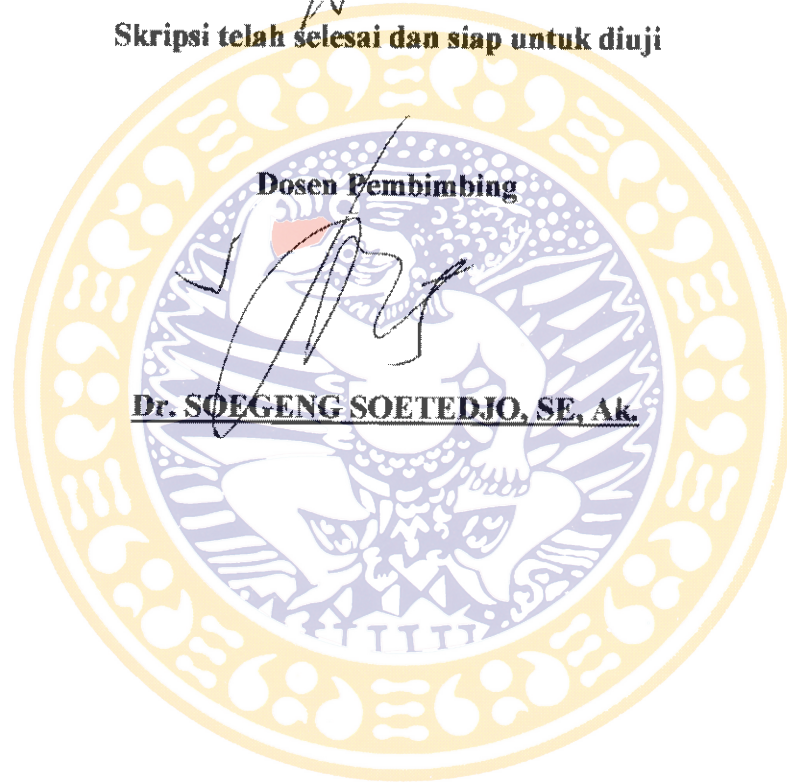 Skripsi telah selesai dan siap untuk diuji
Dosen Pembimbing
Dr. SOEGENG SOETEDJO, SE, Ak.